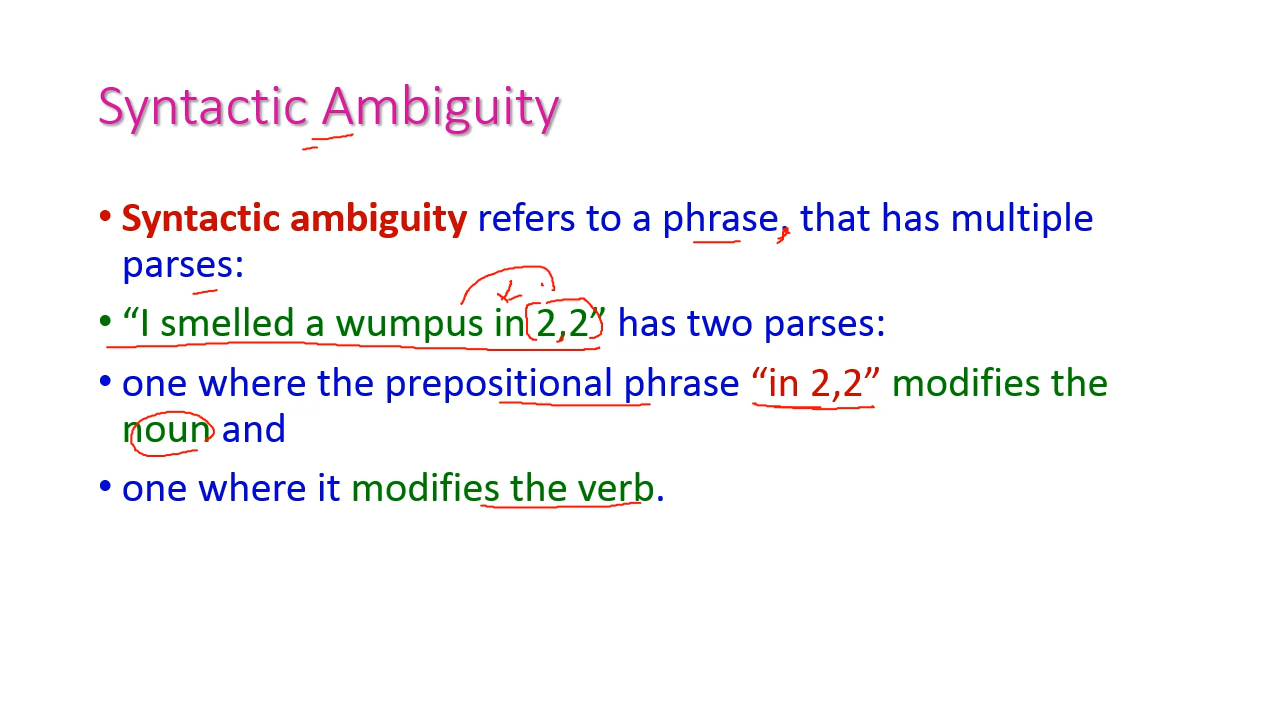 Syntactic Ambiguity
• Syntactic ambiguity refers to a phrase, that has multiple
parses:
• “I smelled a wumpus in 2,2” has two parses:
• one where the prepositional phrase “in 2,2” modifies the
noun and
• one where it modifies the verb.